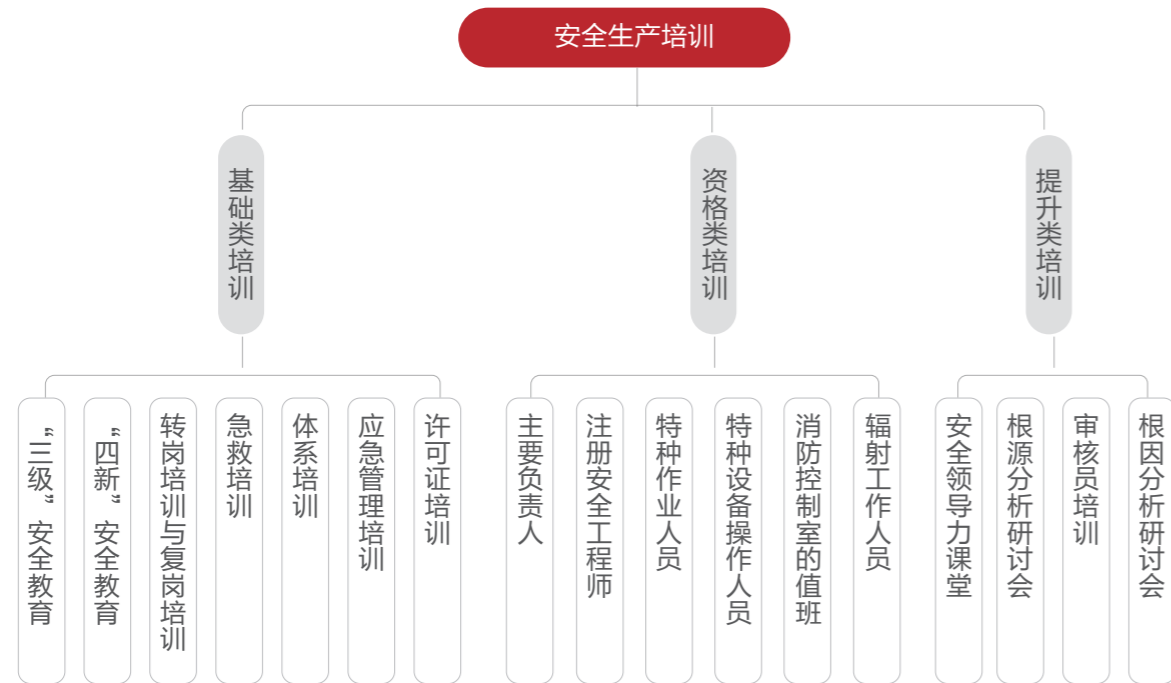 安全生产培训
基础类培训
资格类培训
提升类培训
“三级”安全教育
“四新”安全教育
转岗培训与复岗培训
急救培训
体系培训
应急管理培训
许可证培训
主要负责人
注册安全工程师
特种作业人员
特种设备操作人员
消防控制室的值班
辐射工作人员
安全领导力课堂
根源分析研讨会
审核员培训
根因分析研讨会